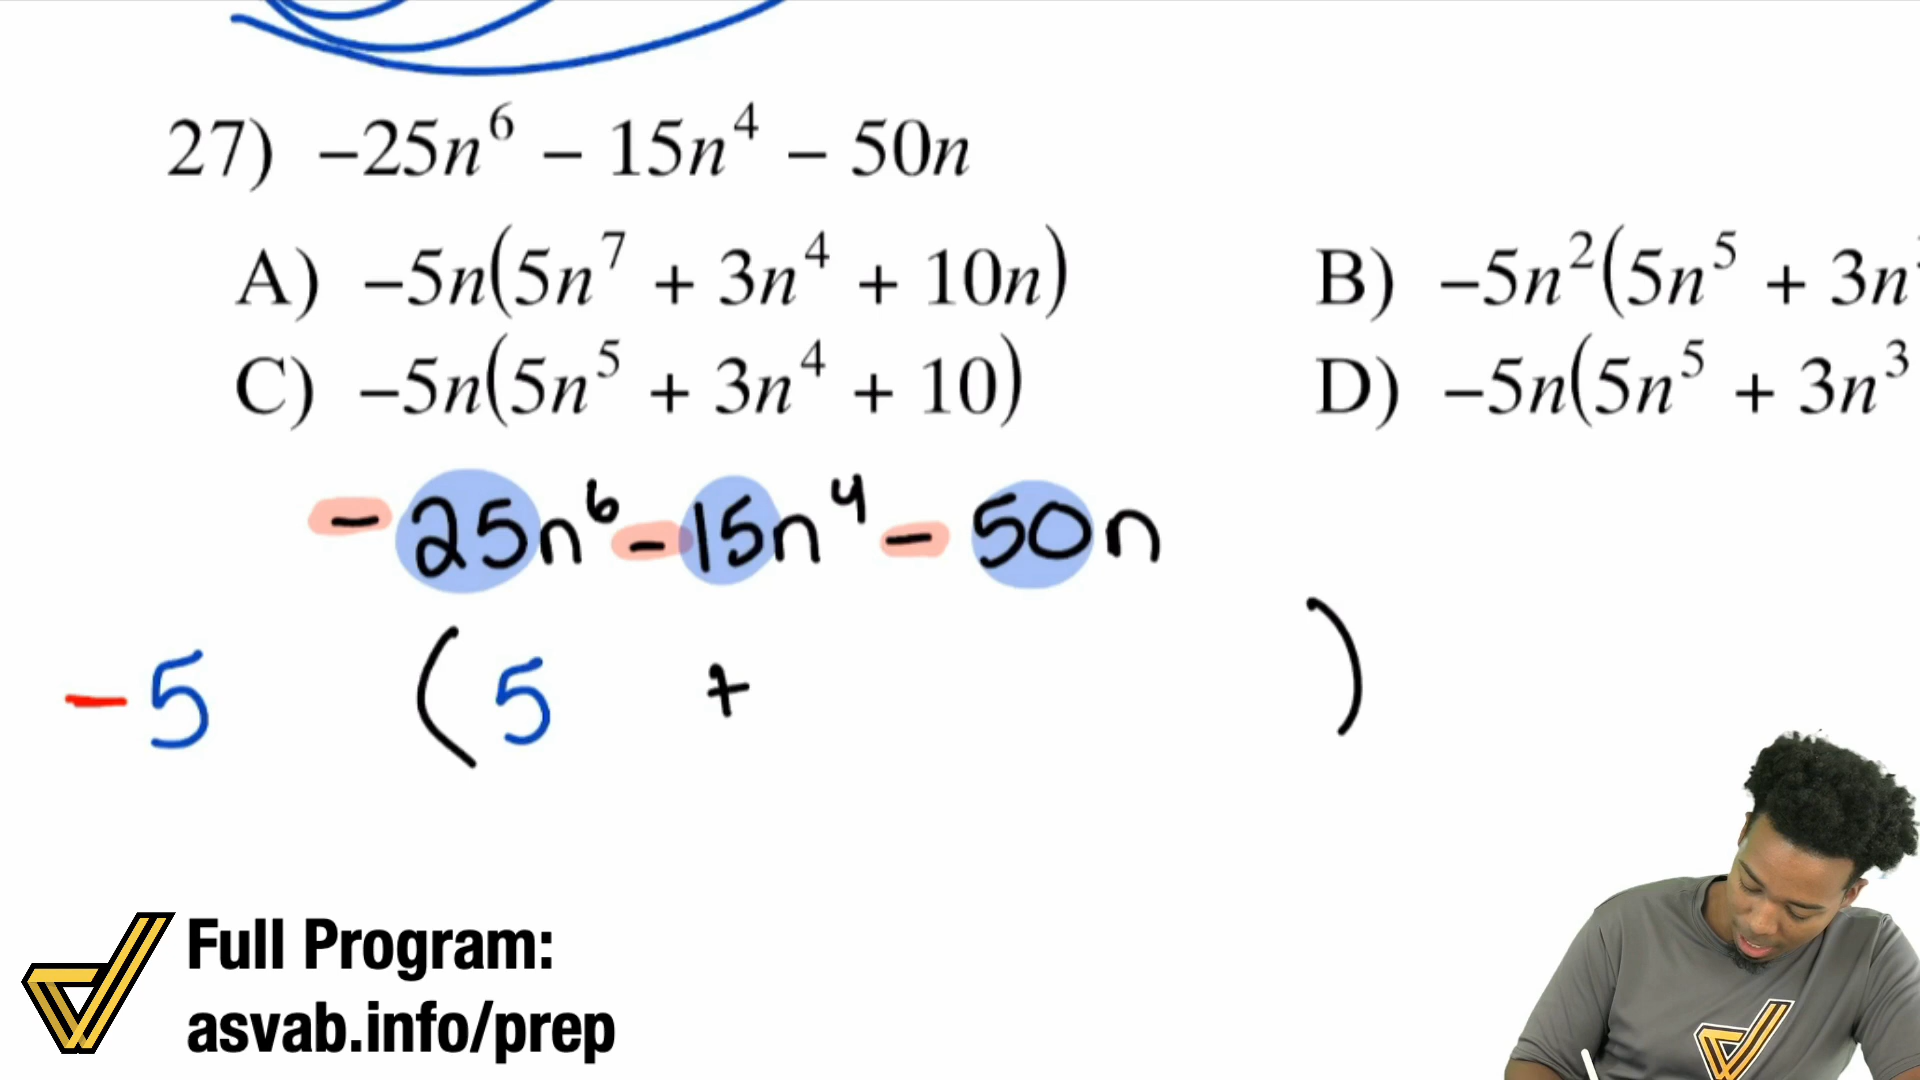 27) −25n⁶ − 15n⁴ − 50n
A) −5n(5n⁷ + 3n⁴ + 10n)
B) −5n²(5n⁵ + 3n
C) −5n(5n⁵ + 3n⁴ + 10)
D) −5n(5n⁵ + 3n³
-25n⁶-15n⁴-50n
-5 (5 + )
Full Program:
asvab.info/prep